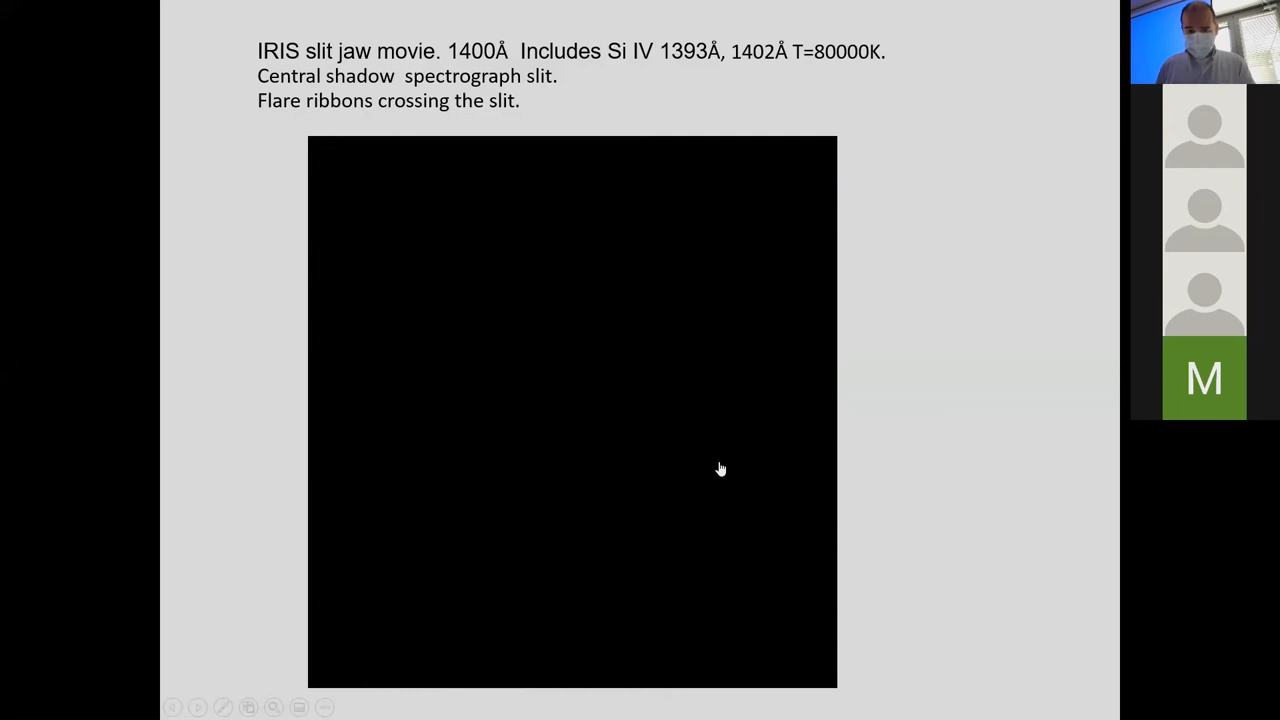 IRIS slit jaw movie. 1400Å Includes Si IV 1393Å, 1402Å T=80000K.
Central shadow spectrograph slit.
Flare ribbons crossing the slit.
M